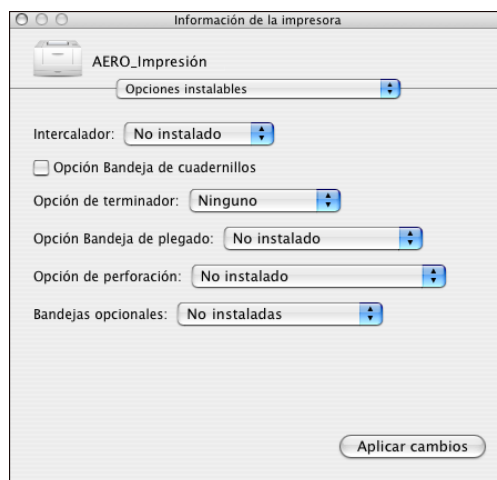 Información de la impresora
AERO_Impresión
Opciones instalables
Intercalador: No instalado
Opción Bandeja de cuadernillos
Opción de terminador: Ninguno
Opción Bandeja de plegado: No instalado
Opción de perforación: No instalado
Bandejas opcionales: No instaladas
Aplicar cambios